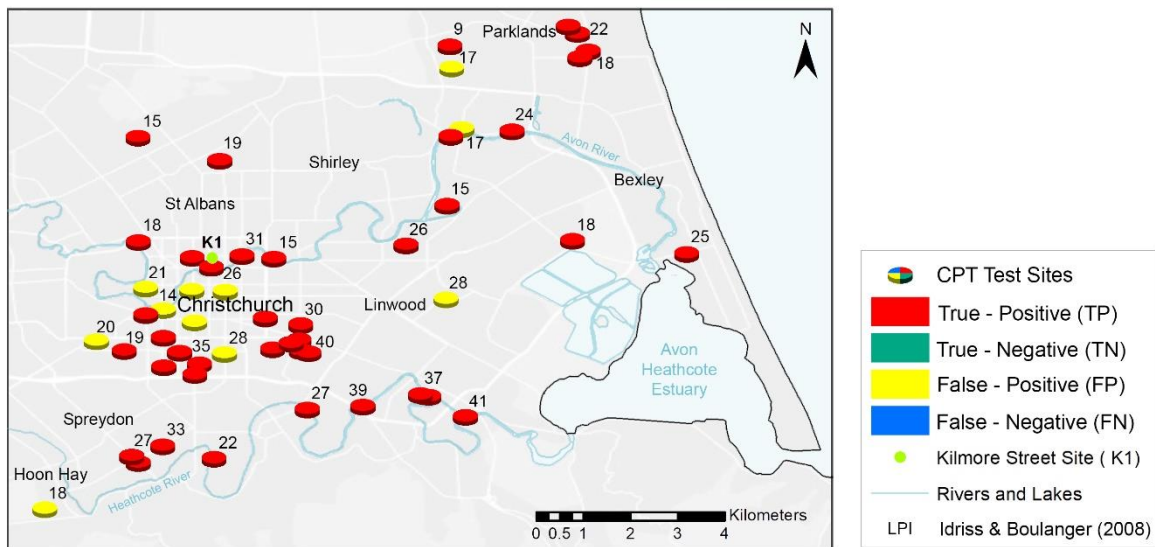 Parklands
22
N
9
17
18
15
24
17
19
Avon River
Shirley
Bexley
15
St Albans
18
K1
31
15
26
18
25
21
26
28
14
Christchurch
Linwood
30
20
19
35
28
40
Avon
Heathcote
Estuary
27
39
37
41
Spreydon
27
33
22
Hoon Hay
18
Heathcote River
Kilometers
0 0.5 1 2 3 4
CPT Test Sites
True - Positive (TP)
True - Negative (TN)
False - Positive (FP)
False - Negative (FN)
Kilmore Street Site ( K1)
Rivers and Lakes
LPI Idriss & Boulanger (2008)